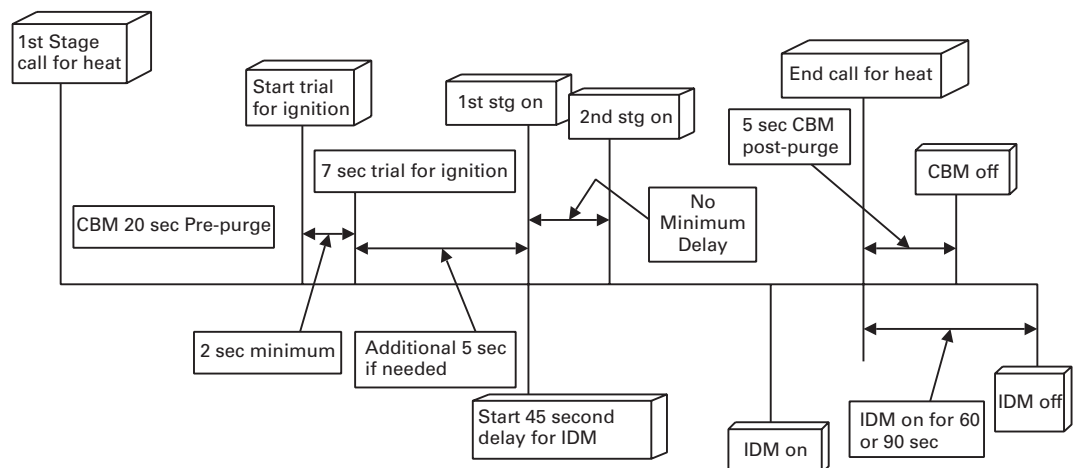 1st Stage
call for heat
Start trial
for ignition
1st stg on
2nd stg on
End call for heat
5 sec CBM
post-purge
CBM off
7 sec trial for ignition
CBM 20 sec Pre-purge
No
Minimum
Delay
2 sec minimum
Additional 5 sec
if needed
Start 45 second
delay for IDM
IDM on
IDM on for 60
or 90 sec
IDM off